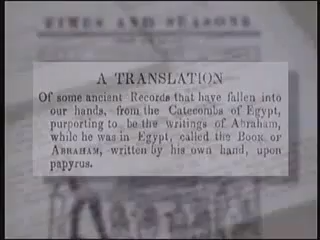 TIMES AND SEASONS
A TRANSLATION
Of some ancient Records that have fallen into
our hands, from the Catecombs of Egypt,
purporting to be the writings of Abraham,
while he was in Egypt, called the BOOK OF
ABRAHAM, written by his own hand, upon
papyrus.